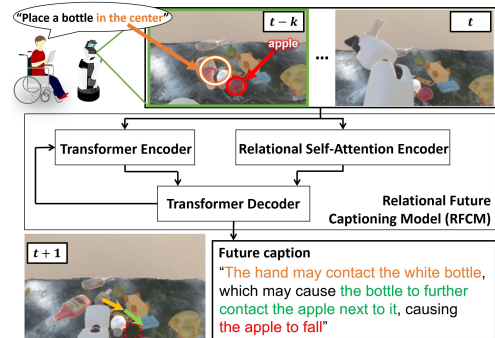 "Place a bottle in the center"
t − k
apple
...
t
Transformer Encoder
Relational Self-Attention Encoder
Transformer Decoder
Relational Future
Captioning Model (RFCM)
t + 1
Future caption
"The hand may contact the white bottle,
which may cause the bottle to further
contact the apple next to it, causing
the apple to fall"